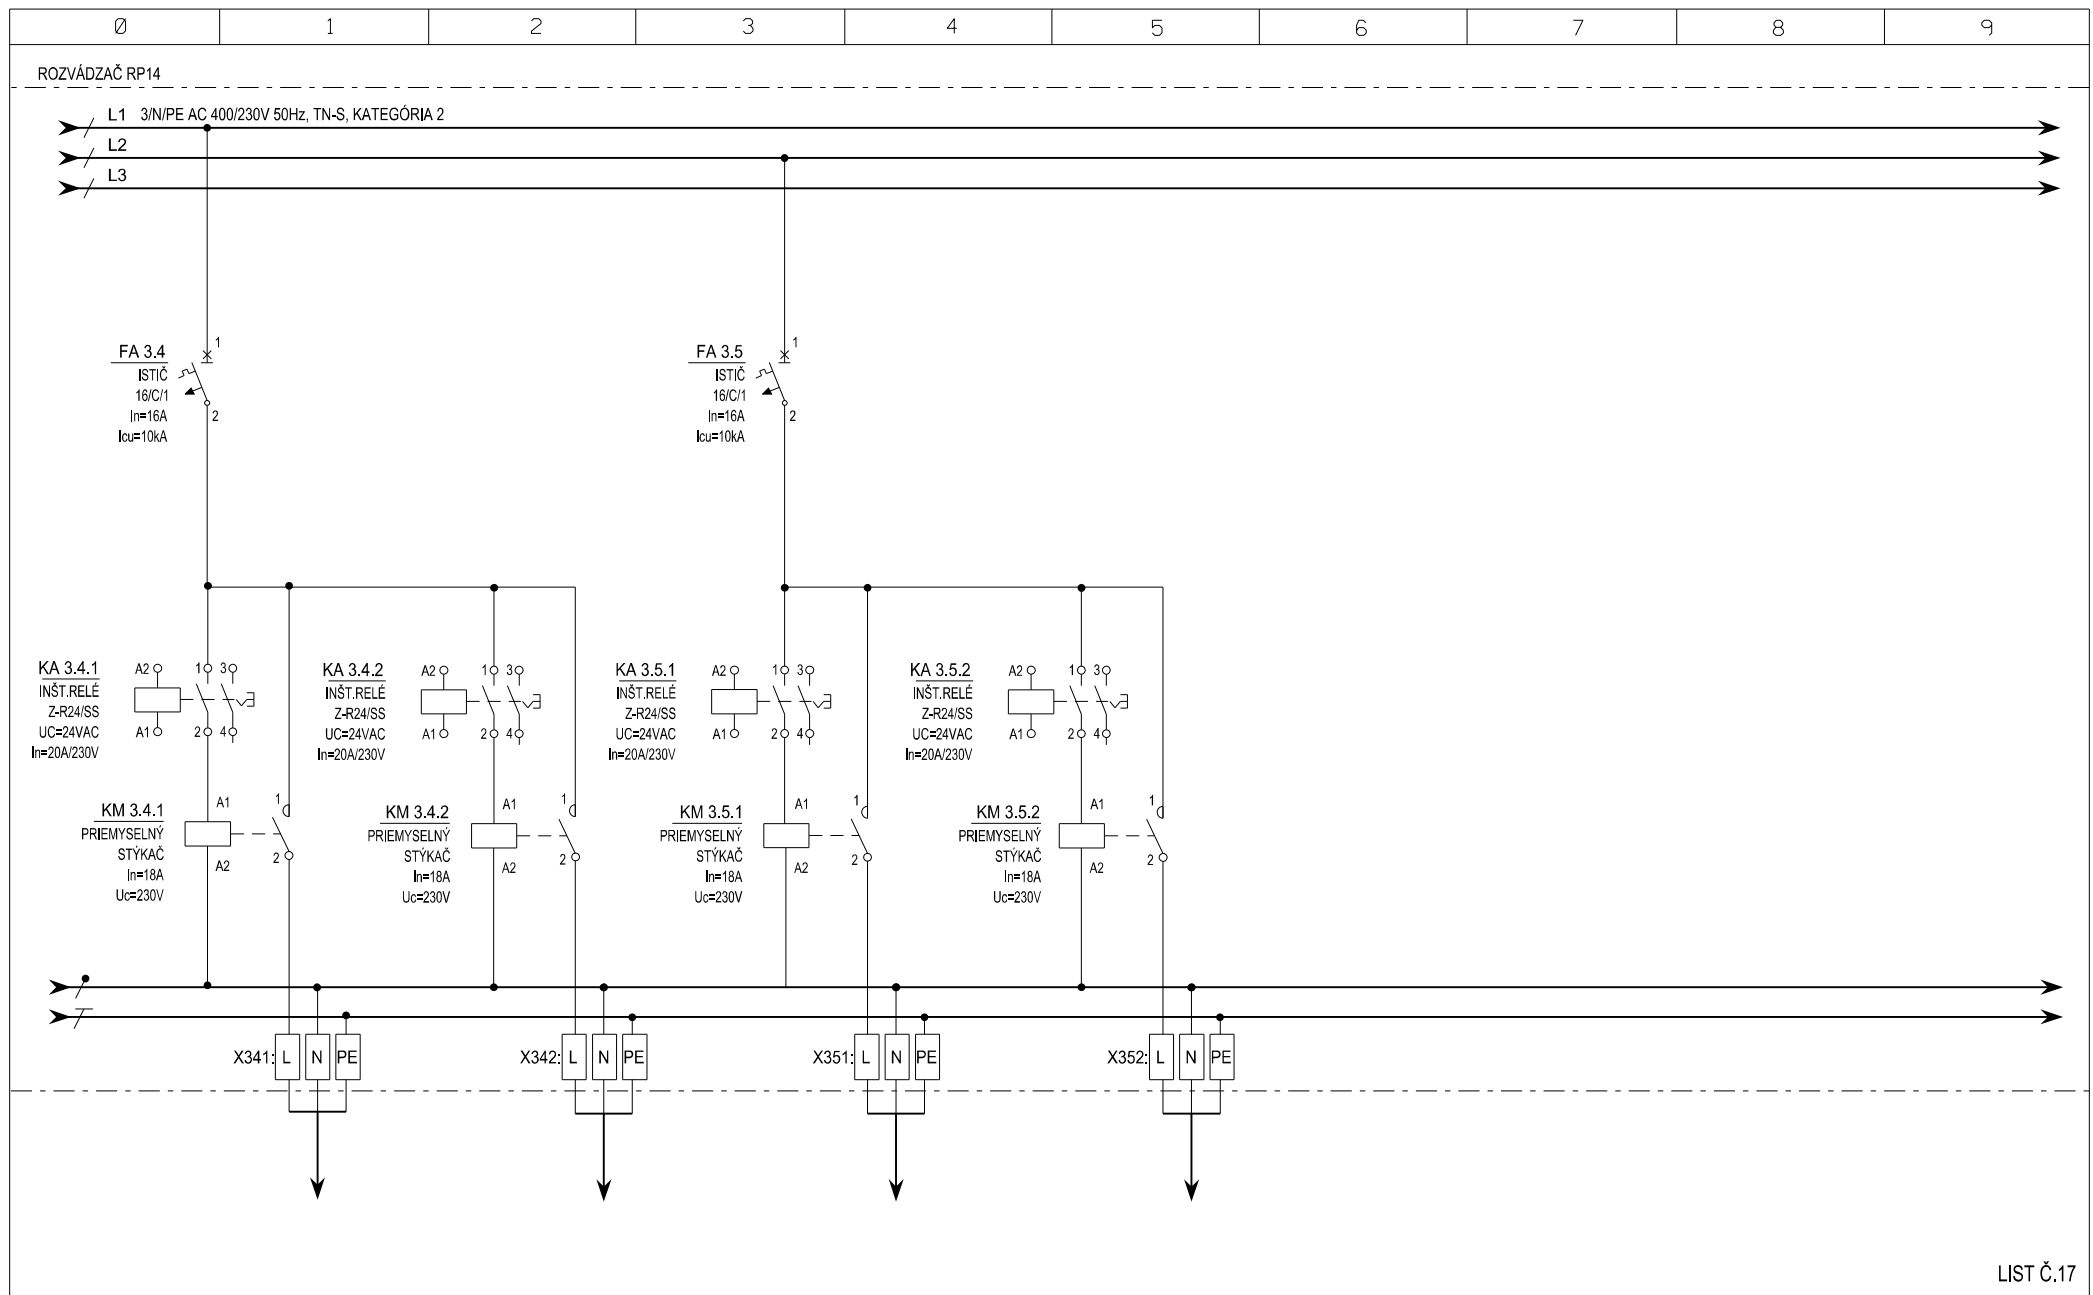 0 1 2 3 4 5 6 7 8 9
ROZVÁDZAČ RP14
L1 3/N/PE AC 400/230V 50Hz, TN-S, KATEGÓRIA 2
L2
L3
FA 3.4
ISTIČ
16/C/1
In=16A
Icu=10kA
1
2
FA 3.5
ISTIČ
16/C/1
In=16A
Icu=10kA
1
2
KA 3.4.1
INŠT.RELÉ
Z-R24/SS
UC=24VAC
In=20A/230V
A2 1 3
A1 2 4
KA 3.4.2
INŠT.RELÉ
Z-R24/SS
UC=24VAC
In=20A/230V
A2 1 3
A1 2 4
KA 3.5.1
INŠT.RELÉ
Z-R24/SS
UC=24VAC
In=20A/230V
A2 1 3
A1 2 4
KA 3.5.2
INŠT.RELÉ
Z-R24/SS
UC=24VAC
In=20A/230V
A2 1 3
A1 2 4
KM 3.4.1
PRIEMYSELNÝ
STÝKAČ
In=18A
Uc=230V
A1 1
A2 2
KM 3.4.2
PRIEMYSELNÝ
STÝKAČ
In=18A
Uc=230V
A1 1
A2 2
KM 3.5.1
PRIEMYSELNÝ
STÝKAČ
In=18A
Uc=230V
A1 1
A2 2
KM 3.5.2
PRIEMYSELNÝ
STÝKAČ
In=18A
Uc=230V
A1 1
A2 2
X341: L N PE
X342: L N PE
X351: L N PE
X352: L N PE
LIST Č.17